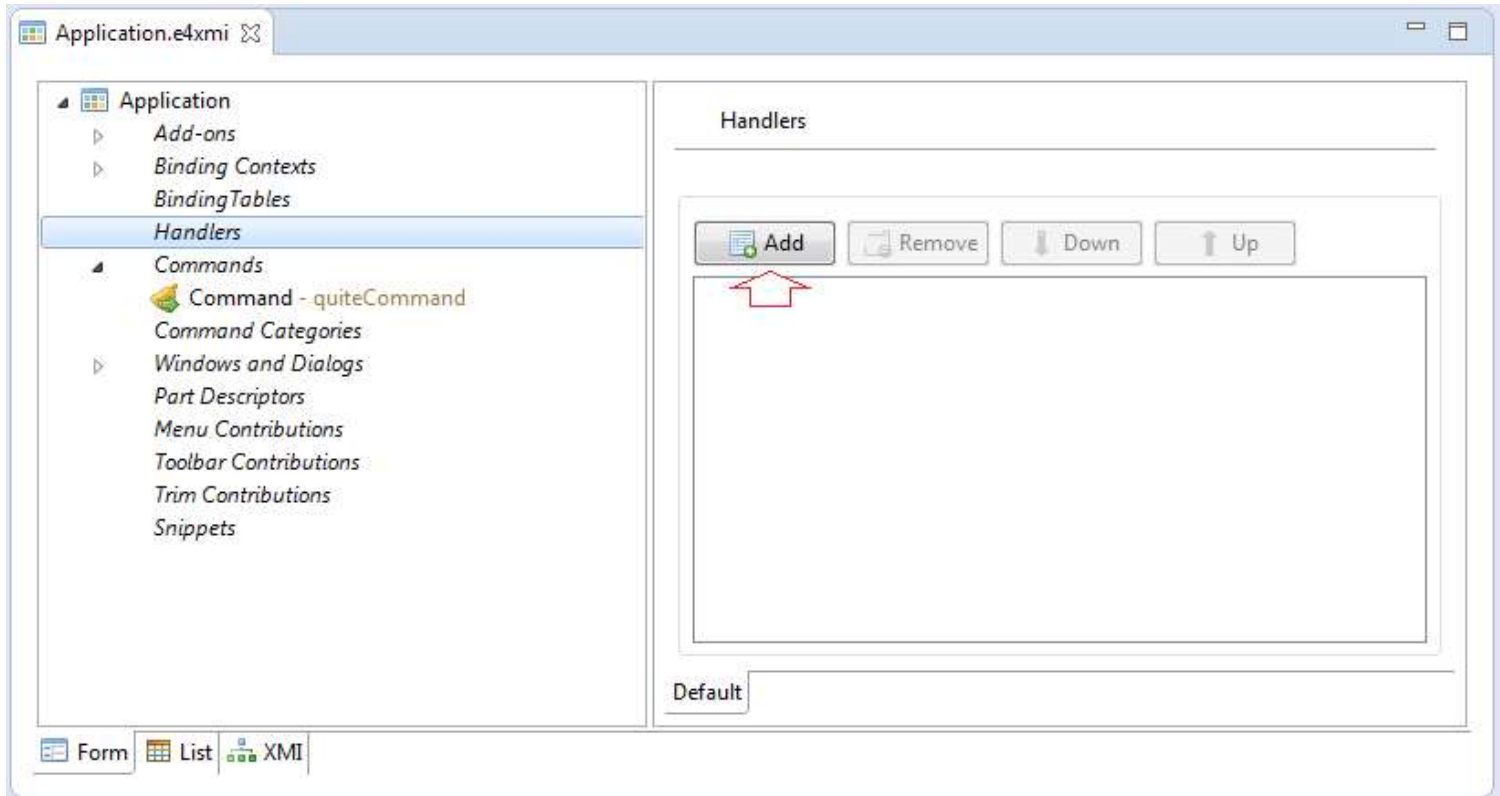 Application.e4xmi
Application
Add-ons
Binding Contexts
BindingTables
Handlers
Commands
Command - quiteCommand
Command Categories
Windows and Dialogs
Part Descriptors
Menu Contributions
Toolbar Contributions
Trim Contributions
Snippets
Handlers
Add Remove Down Up
Default
Form List XMI